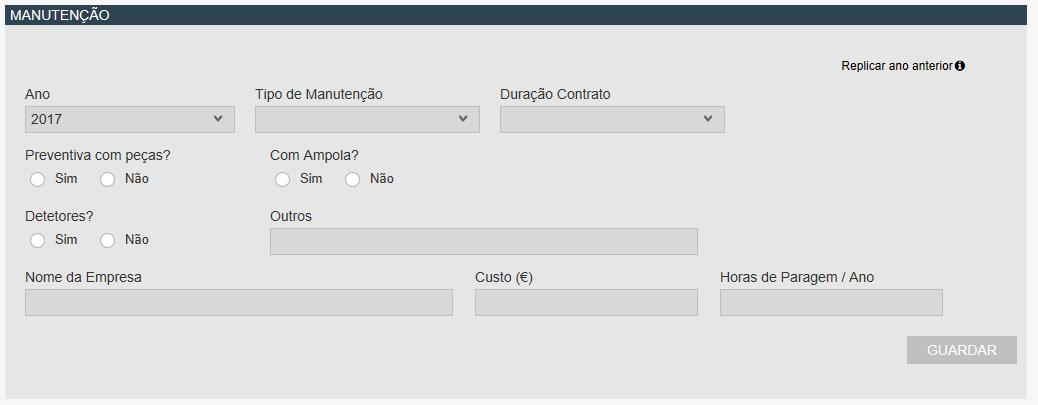 MANUTENÇÃO
Replicar ano anterior
Ano Tipo de Manutenção Duração Contrato
2017
Preventiva com peças? Com Ampola?
Sim Não Sim Não
Detetores? Outros
Sim Não
Nome da Empresa Custo (€) Horas de Paragem / Ano
GUARDAR